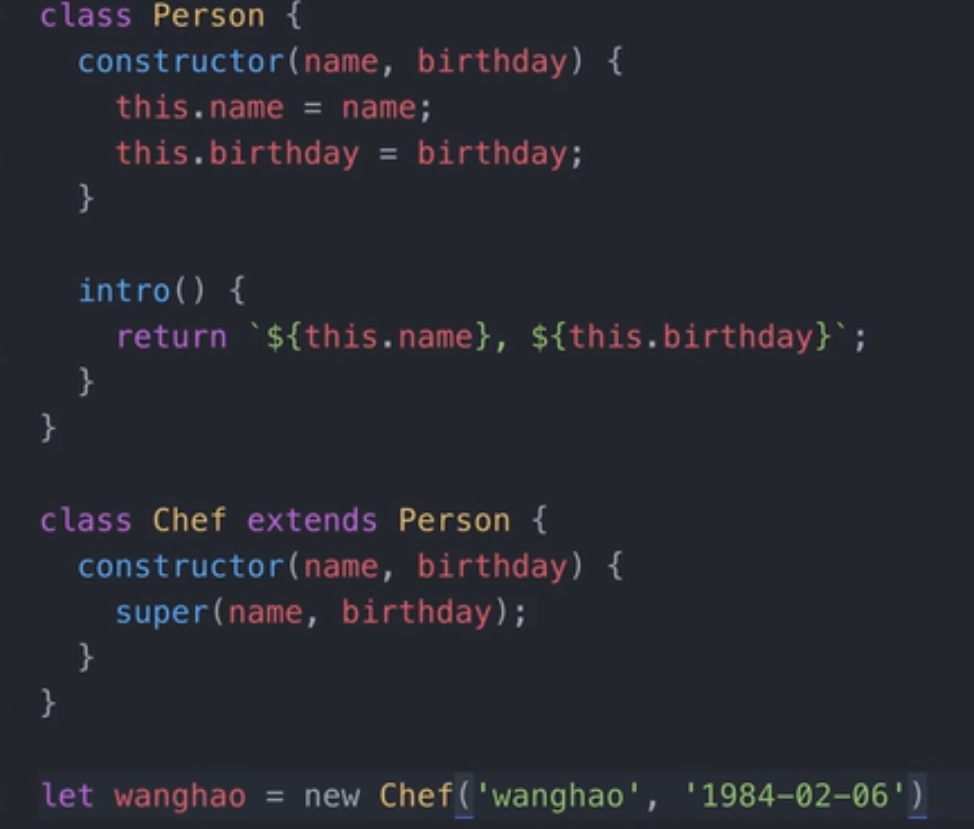 class Person {
  constructor(name, birthday) {
    this.name = name;
    this.birthday = birthday;
  }

  intro() {
    return `${this.name}, ${this.birthday}`;
  }
}

class Chef extends Person {
  constructor(name, birthday) {
    super(name, birthday);
  }
}

let wanghao = new Chef('wanghao', '1984-02-06')